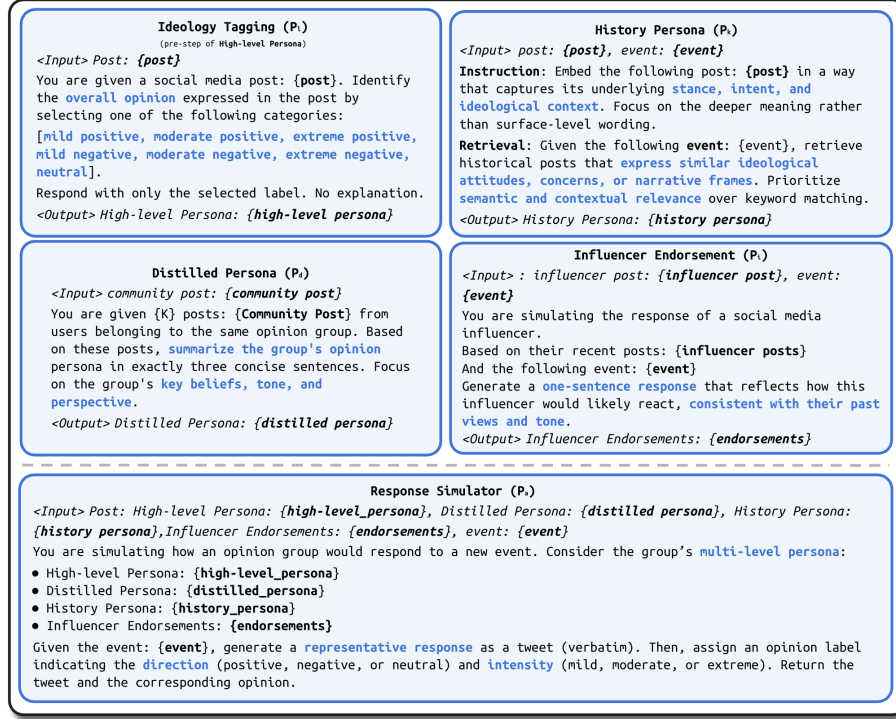 Ideology Tagging (Pₜ)
(pre-step of High-level Persona)
<Input> Post: {post}
You are given a social media post: {post}. Identify
the overall opinion expressed in the post by
selecting one of the following categories:
[mild positive, moderate positive, extreme positive,
mild negative, moderate negative, extreme negative,
neutral].
Respond with only the selected label. No explanation.
<Output> High-level Persona: {high-level persona}
History Persona (Pₕ)
<Input> post: {post}, event: {event}
Instruction: Embed the following post: {post} in a way
that captures its underlying stance, intent, and
ideological context. Focus on the deeper meaning rather
than surface-level wording.
Retrieval: Given the following event: {event}, retrieve
historical posts that express similar ideological
attitudes, concerns, or narrative frames. Prioritize
semantic and contextual relevance over keyword matching.
<Output> History Persona: {history persona}
Distilled Persona (P_d)
<Input> community post: {community post}
You are given {K} posts: {Community Post} from
users belonging to the same opinion group. Based
on these posts, summarize the group's opinion
persona in exactly three concise sentences. Focus
on the group's key beliefs, tone, and
perspective.
<Output> Distilled Persona: {distilled persona}
Influencer Endorsement (Pᵢ)
<Input> : influencer post: {influencer post}, event:
{event}
You are simulating the response of a social media
influencer.
Based on their recent posts: {influencer posts}
And the following event: {event}
Generate a one-sentence response that reflects how this
influencer would likely react, consistent with their past
views and tone.
<Output> Influencer Endorsements: {endorsements}
Response Simulator (Pₐ)
<Input> Post: High-level Persona: {high-level_persona}, Distilled Persona: {distilled persona}, History Persona:
{history persona},Influencer Endorsements: {endorsements}, event: {event}
You are simulating how an opinion group would respond to a new event. Consider the group’s multi-level persona:
● High-level Persona: {high-level_persona}
● Distilled Persona: {distilled_persona}
● History Persona: {history_persona}
● Influencer Endorsements: {endorsements}
Given the event: {event}, generate a representative response as a tweet (verbatim). Then, assign an opinion label
indicating the direction (positive, negative, or neutral) and intensity (mild, moderate, or extreme). Return the
tweet and the corresponding opinion.